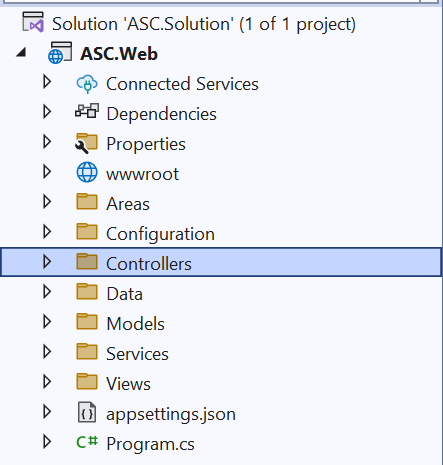 Solution 'ASC.Solution' (1 of 1 project)
ASC.Web
Connected Services
Dependencies
Properties
wwwroot
Areas
Configuration
Controllers
Data
Models
Services
Views
appsettings.json
C# Program.cs